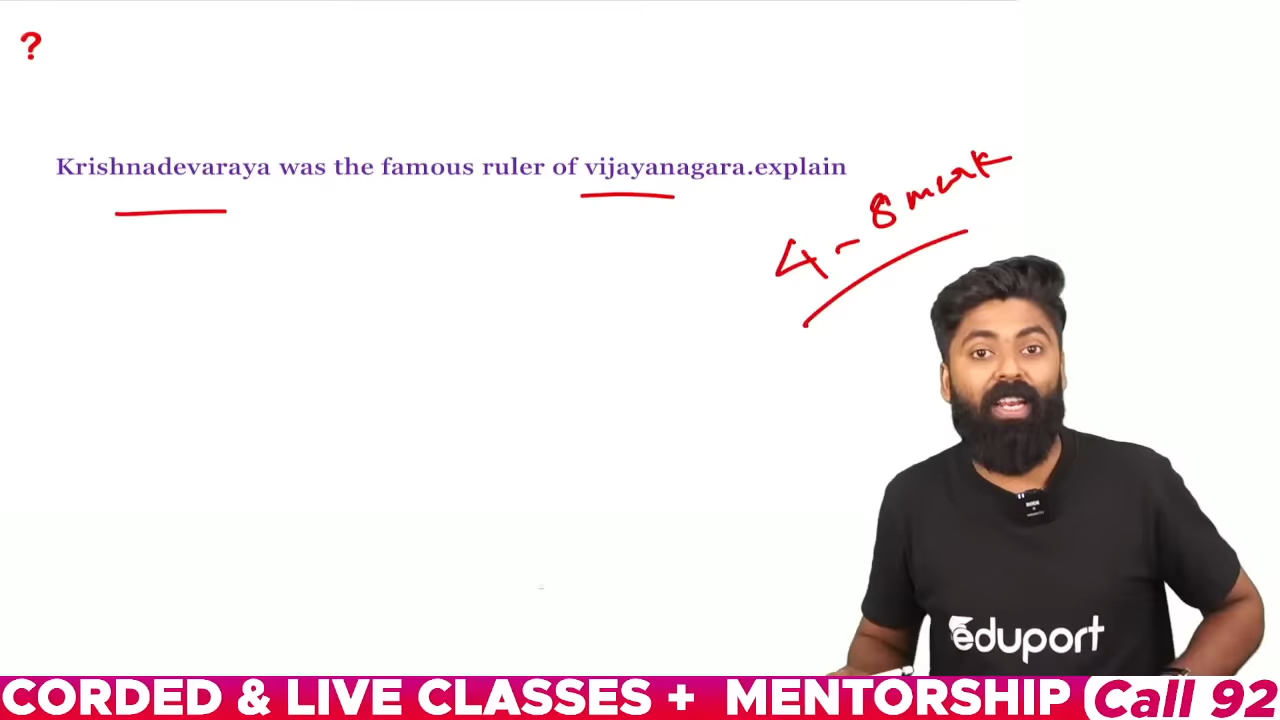 ?
Krishnadevaraya was the famous ruler of vijayanagara.explain
4 - 8 mark
eduport
CORDED & LIVE CLASSES + MENTORSHIP (Call 92